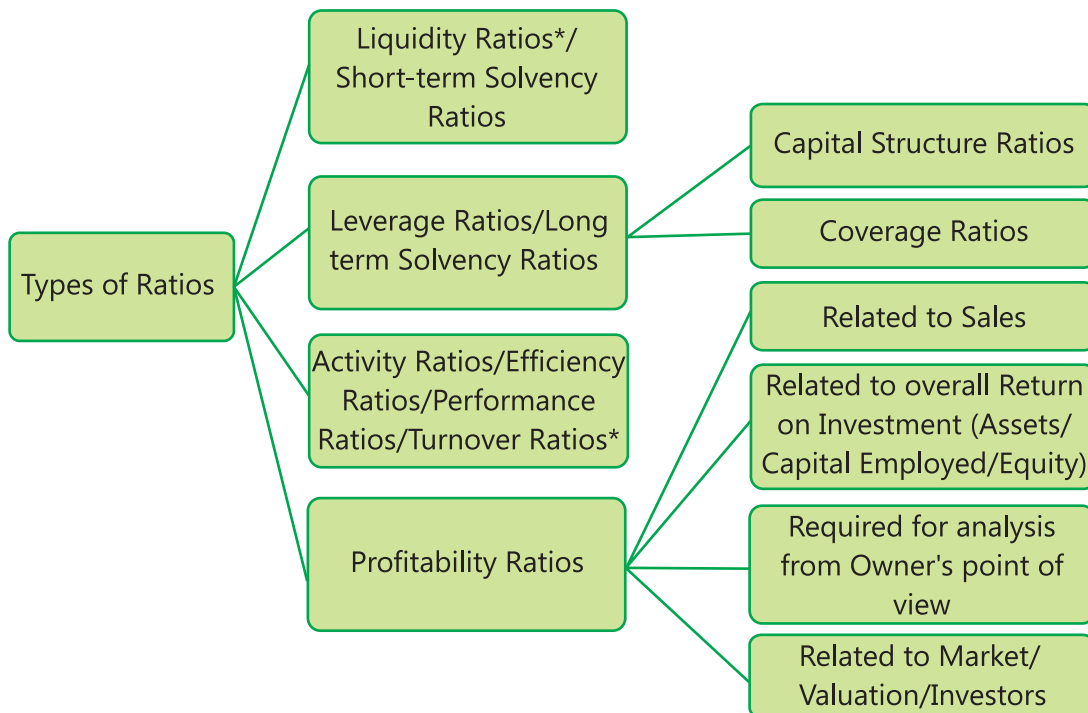 Types of Ratios
Liquidity Ratios*/
Short-term Solvency
Ratios
Leverage Ratios/Long
term Solvency Ratios
Activity Ratios/Efficiency
Ratios/Performance
Ratios/Turnover Ratios*
Profitability Ratios
Capital Structure Ratios
Coverage Ratios
Related to Sales
Related to overall Return
on Investment (Assets/
Capital Employed/Equity)
Required for analysis
from Owner's point of
view
Related to Market/
Valuation/Investors